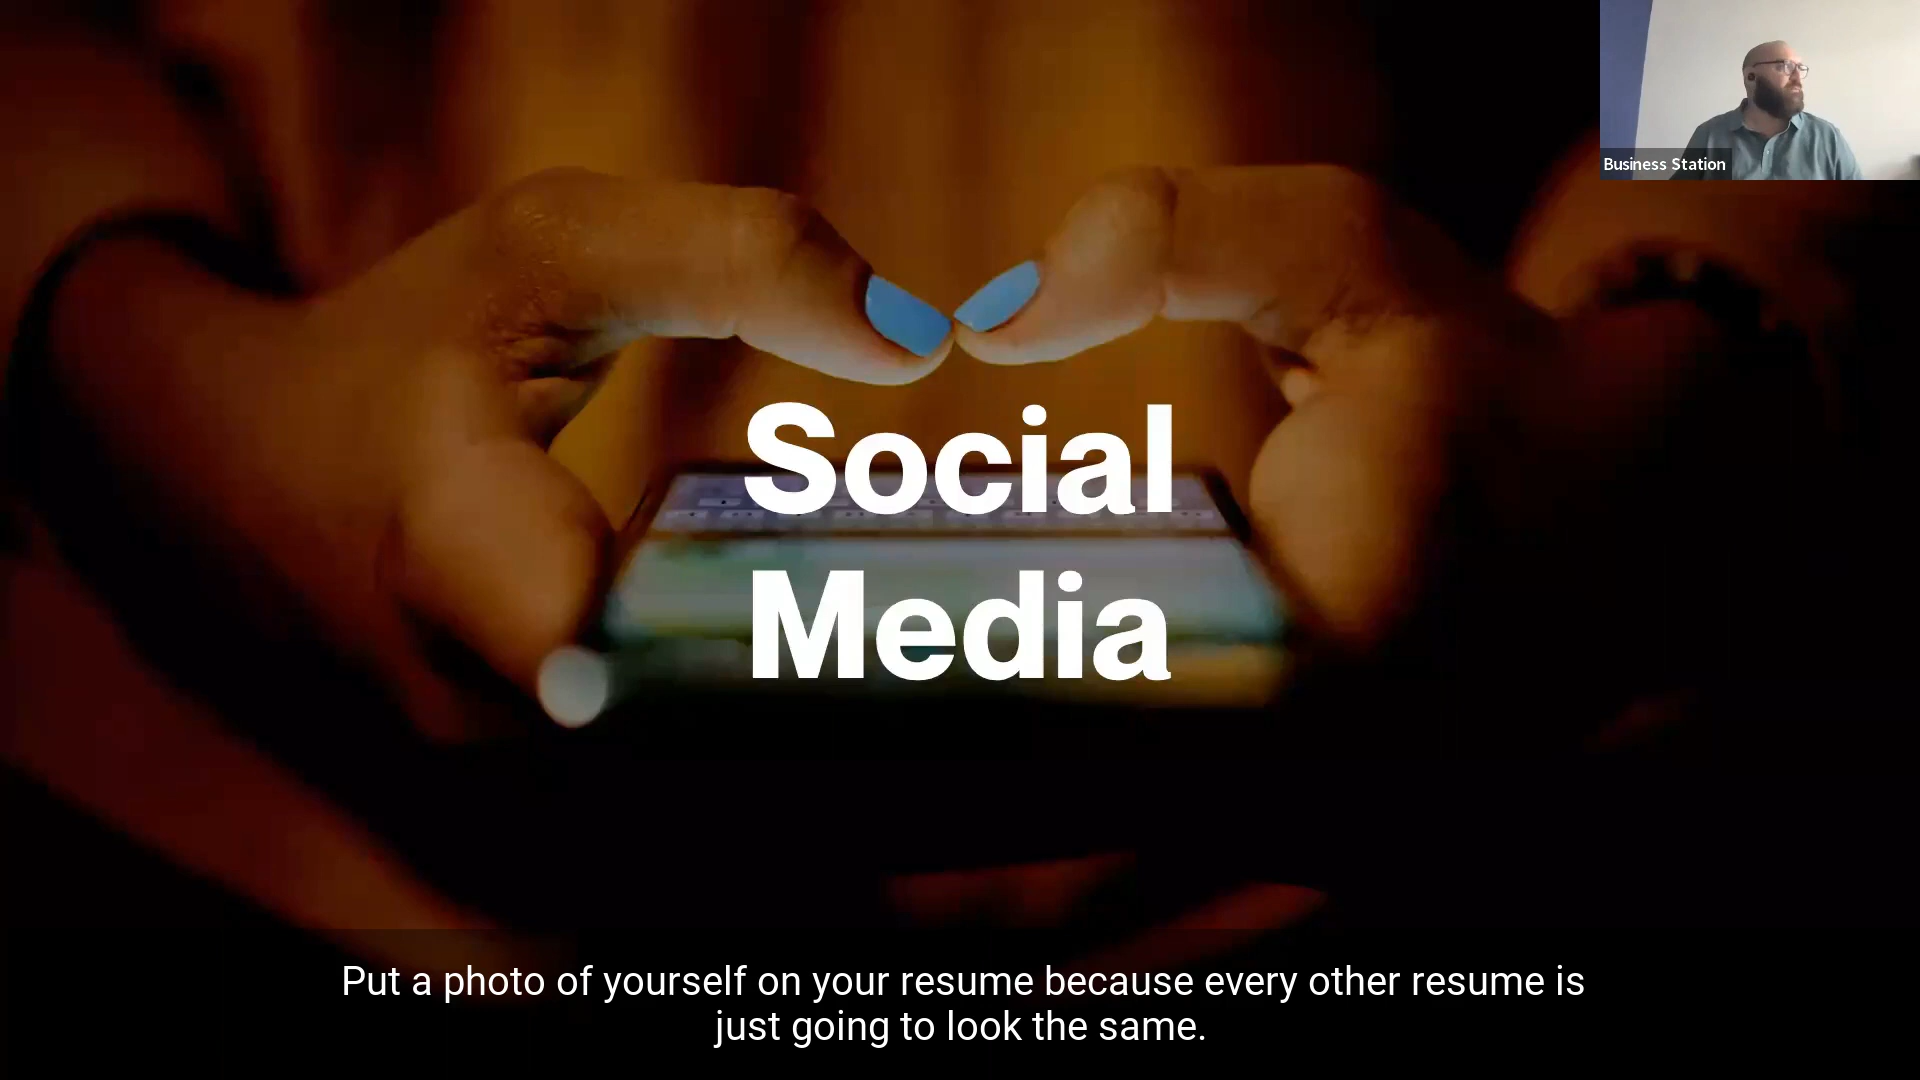 Business Station
Social
Media
Put a photo of yourself on your resume because every other resume is
just going to look the same.